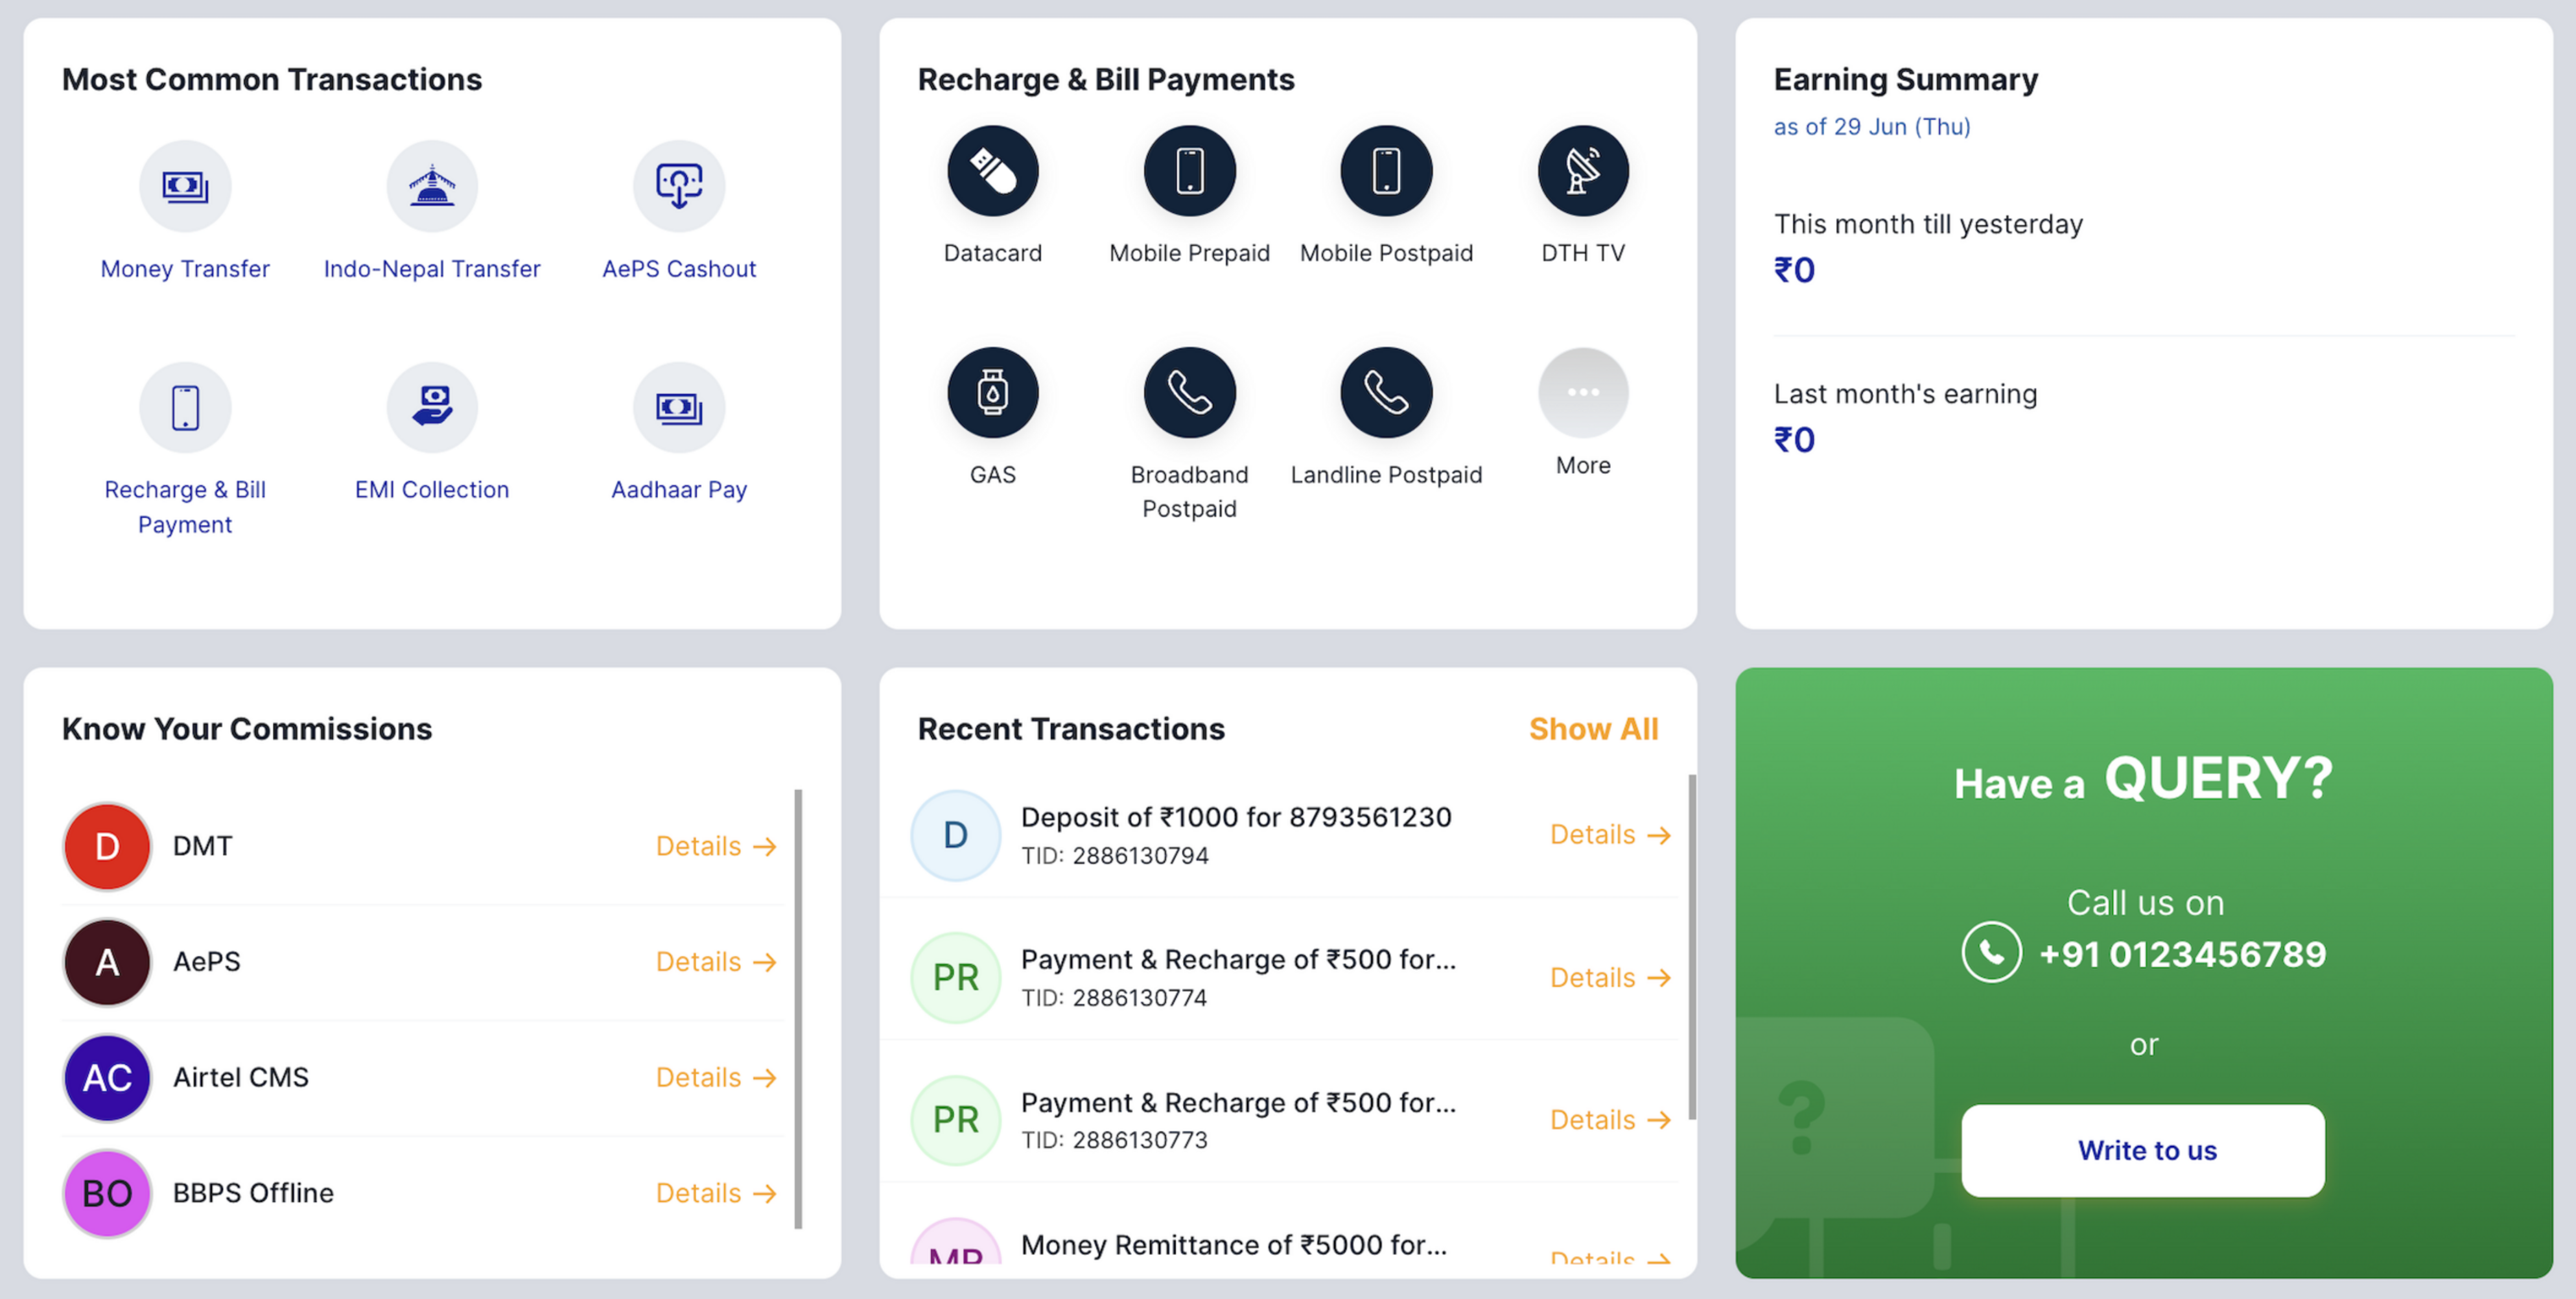 Most Common Transactions
Money Transfer
Indo-Nepal Transfer
AePS Cashout
Recharge & Bill
Payment
EMI Collection
Aadhaar Pay
Recharge & Bill Payments
Datacard
Mobile Prepaid
Mobile Postpaid
DTH TV
GAS
Broadband
Postpaid
Landline Postpaid
More
Earning Summary
as of 29 Jun (Thu)
This month till yesterday
₹0
Last month's earning
₹0
Know Your Commissions
D DMT Details →
A AePS Details →
AC Airtel CMS Details →
BO BBPS Offline Details →
Recent Transactions Show All
D Deposit of ₹1000 for 8793561230 Details →
TID: 2886130794
PR Payment & Recharge of ₹500 for... Details →
TID: 2886130774
PR Payment & Recharge of ₹500 for... Details →
TID: 2886130773
MR Money Remittance of ₹5000 for... Details →
Have a QUERY?
Call us on
+91 0123456789
or
?
Write to us